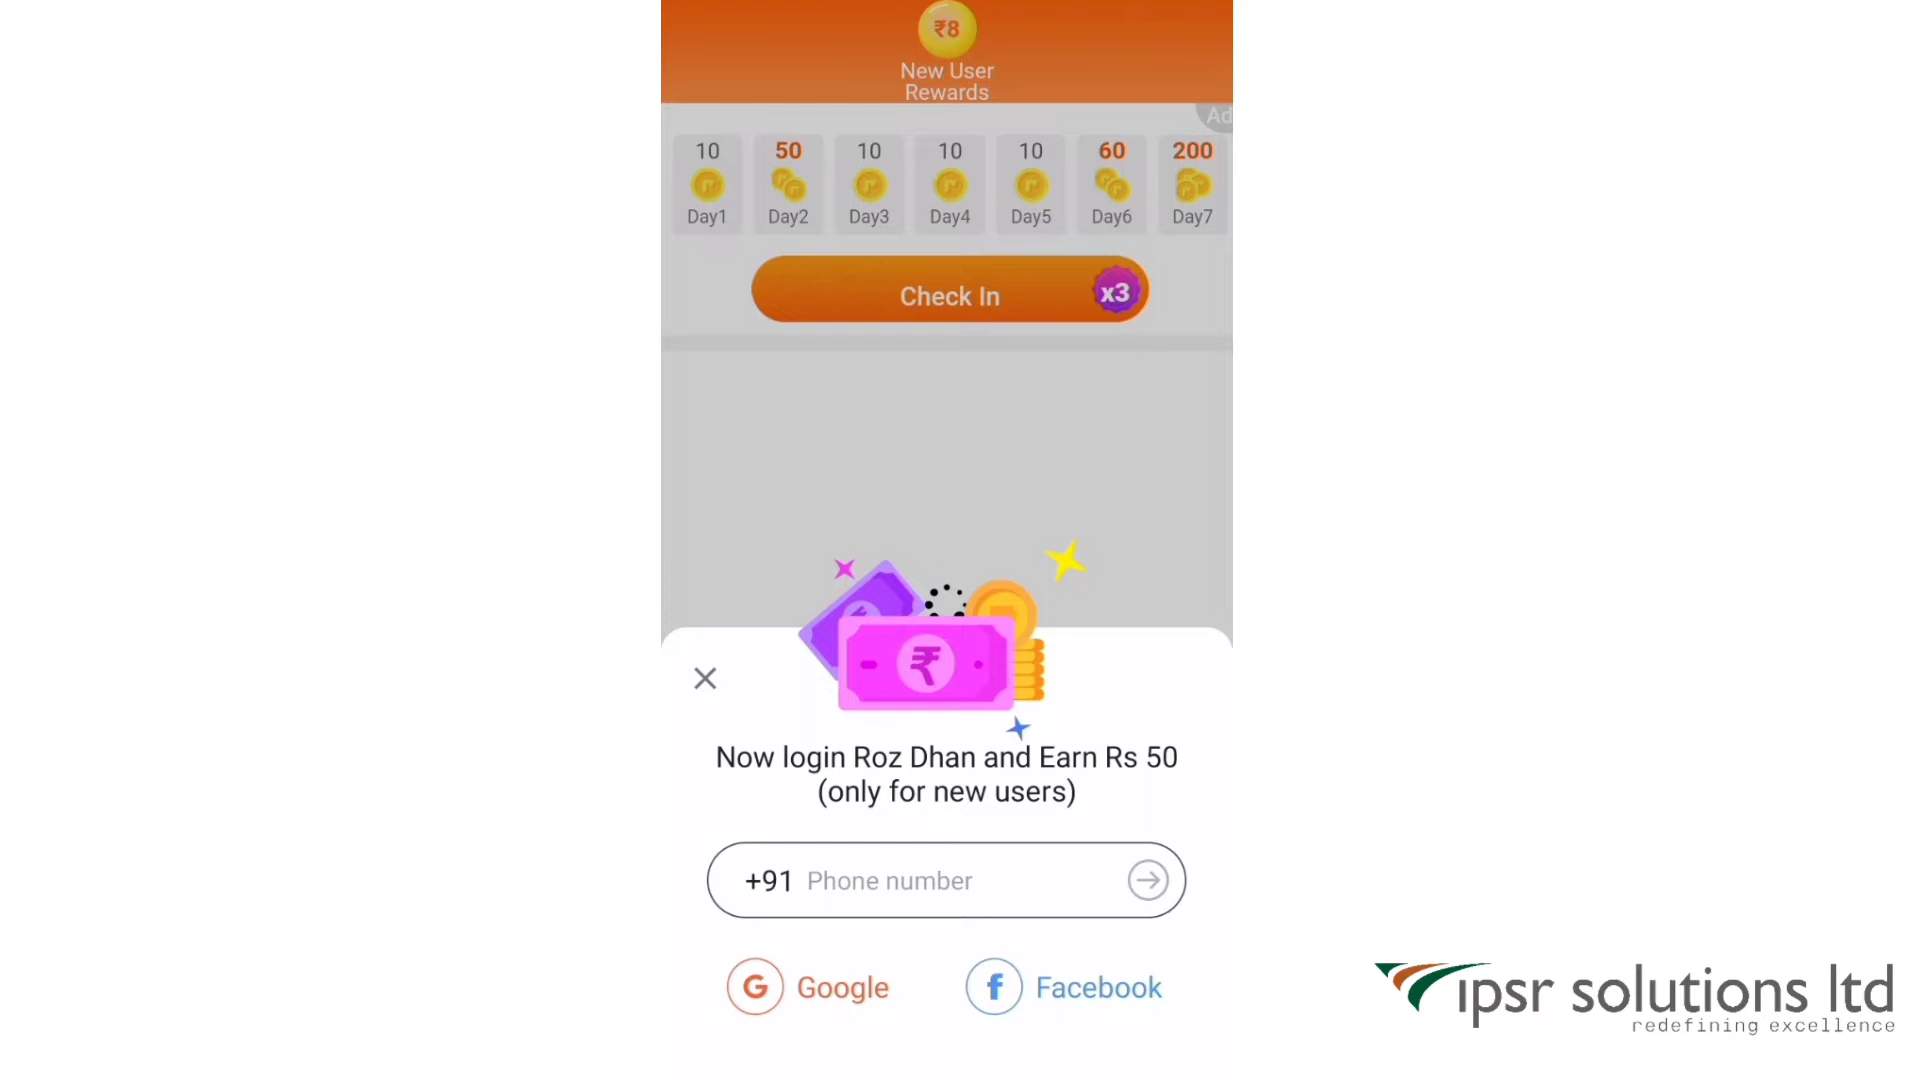 ₹8
New User
Rewards
Ad
10 50 10 10 10 60 200
Day1 Day2 Day3 Day4 Day5 Day6 Day7
Check In x3
₹
Now login Roz Dhan and Earn Rs 50
(only for new users)
+91 Phone number
G Google f Facebook
ipsr solutions ltd
redefining excellence